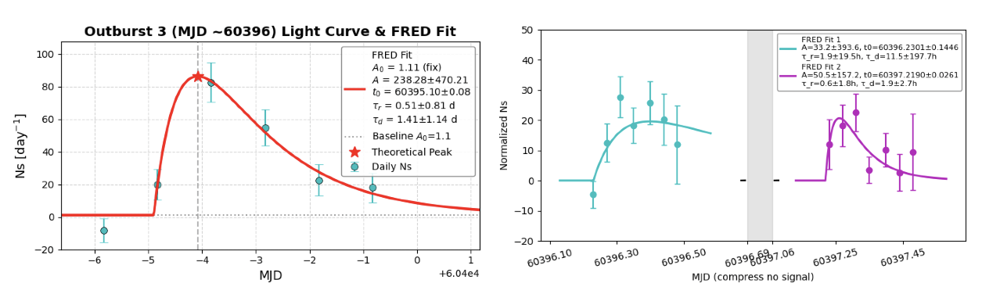 Outburst 3 (MJD ~60396) Light Curve & FRED Fit
Ns [day⁻¹]
100
80
60
40
20
0
−20
FRED Fit
A₀ = 1.11 (fix)
A = 238.28±470.21
t₀ = 60395.10±0.08
τᵣ = 0.51±0.81 d
τ_d = 1.41±1.14 d
Baseline A₀=1.1
Theoretical Peak
Daily Ns
−6 −5 −4 −3 −2 −1 0 1
+6.04e4
MJD
Normalized Ns
50
40
30
20
10
0
−10
−20
FRED Fit 1
A=33.2±393.6, t0=60396.2301±0.1446
τ_r=1.9±19.5h, τ_d=11.5±197.7h
FRED Fit 2
A=50.5±157.2, t0=60397.2190±0.0261
τ_r=0.6±1.8h, τ_d=1.9±2.7h
60396.10 60396.30 60396.50 60396.69 60397.06 60397.25 60397.45
MJD (compress no signal)